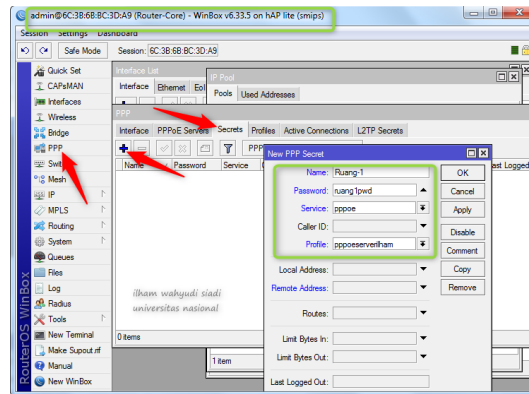 admin@6C:3B:6B:BC:3D:A9 (Router-Core) - WinBox v6.33.5 on hAP lite (smips)
Session Settings Dashboard
Safe Mode
Session: 6C:3B:6B:BC:3D:A9
Quick Set
CAPsMAN
Interfaces
Wireless
Bridge
PPP
Mesh
IP
MPLS
Routing
System
Queues
Files
Log
Radius
Tools
New Terminal
Make Supout.rif
Manual
New WinBox
RouterOS WinBox
Interface List
Interface Ethernet EoI
IP Pool
Pools Used Addresses
PPP
Interface PPPoE Servers Secrets Profiles Active Connections L2TP Secrets
PPP
Name Password Service
ast Logged
ilham wahyudi siadi
universitas nasional
0 items
1 item
New PPP Secret
Name: Ruang-1
Password: ruang1pwd
Service: pppoe
Caller ID:
Profile: pppoeserverilham
Local Address:
Remote Address:
Routes:
Limit Bytes In:
Limit Bytes Out:
Last Logged Out:
OK
Cancel
Apply
Disable
Comment
Copy
Remove